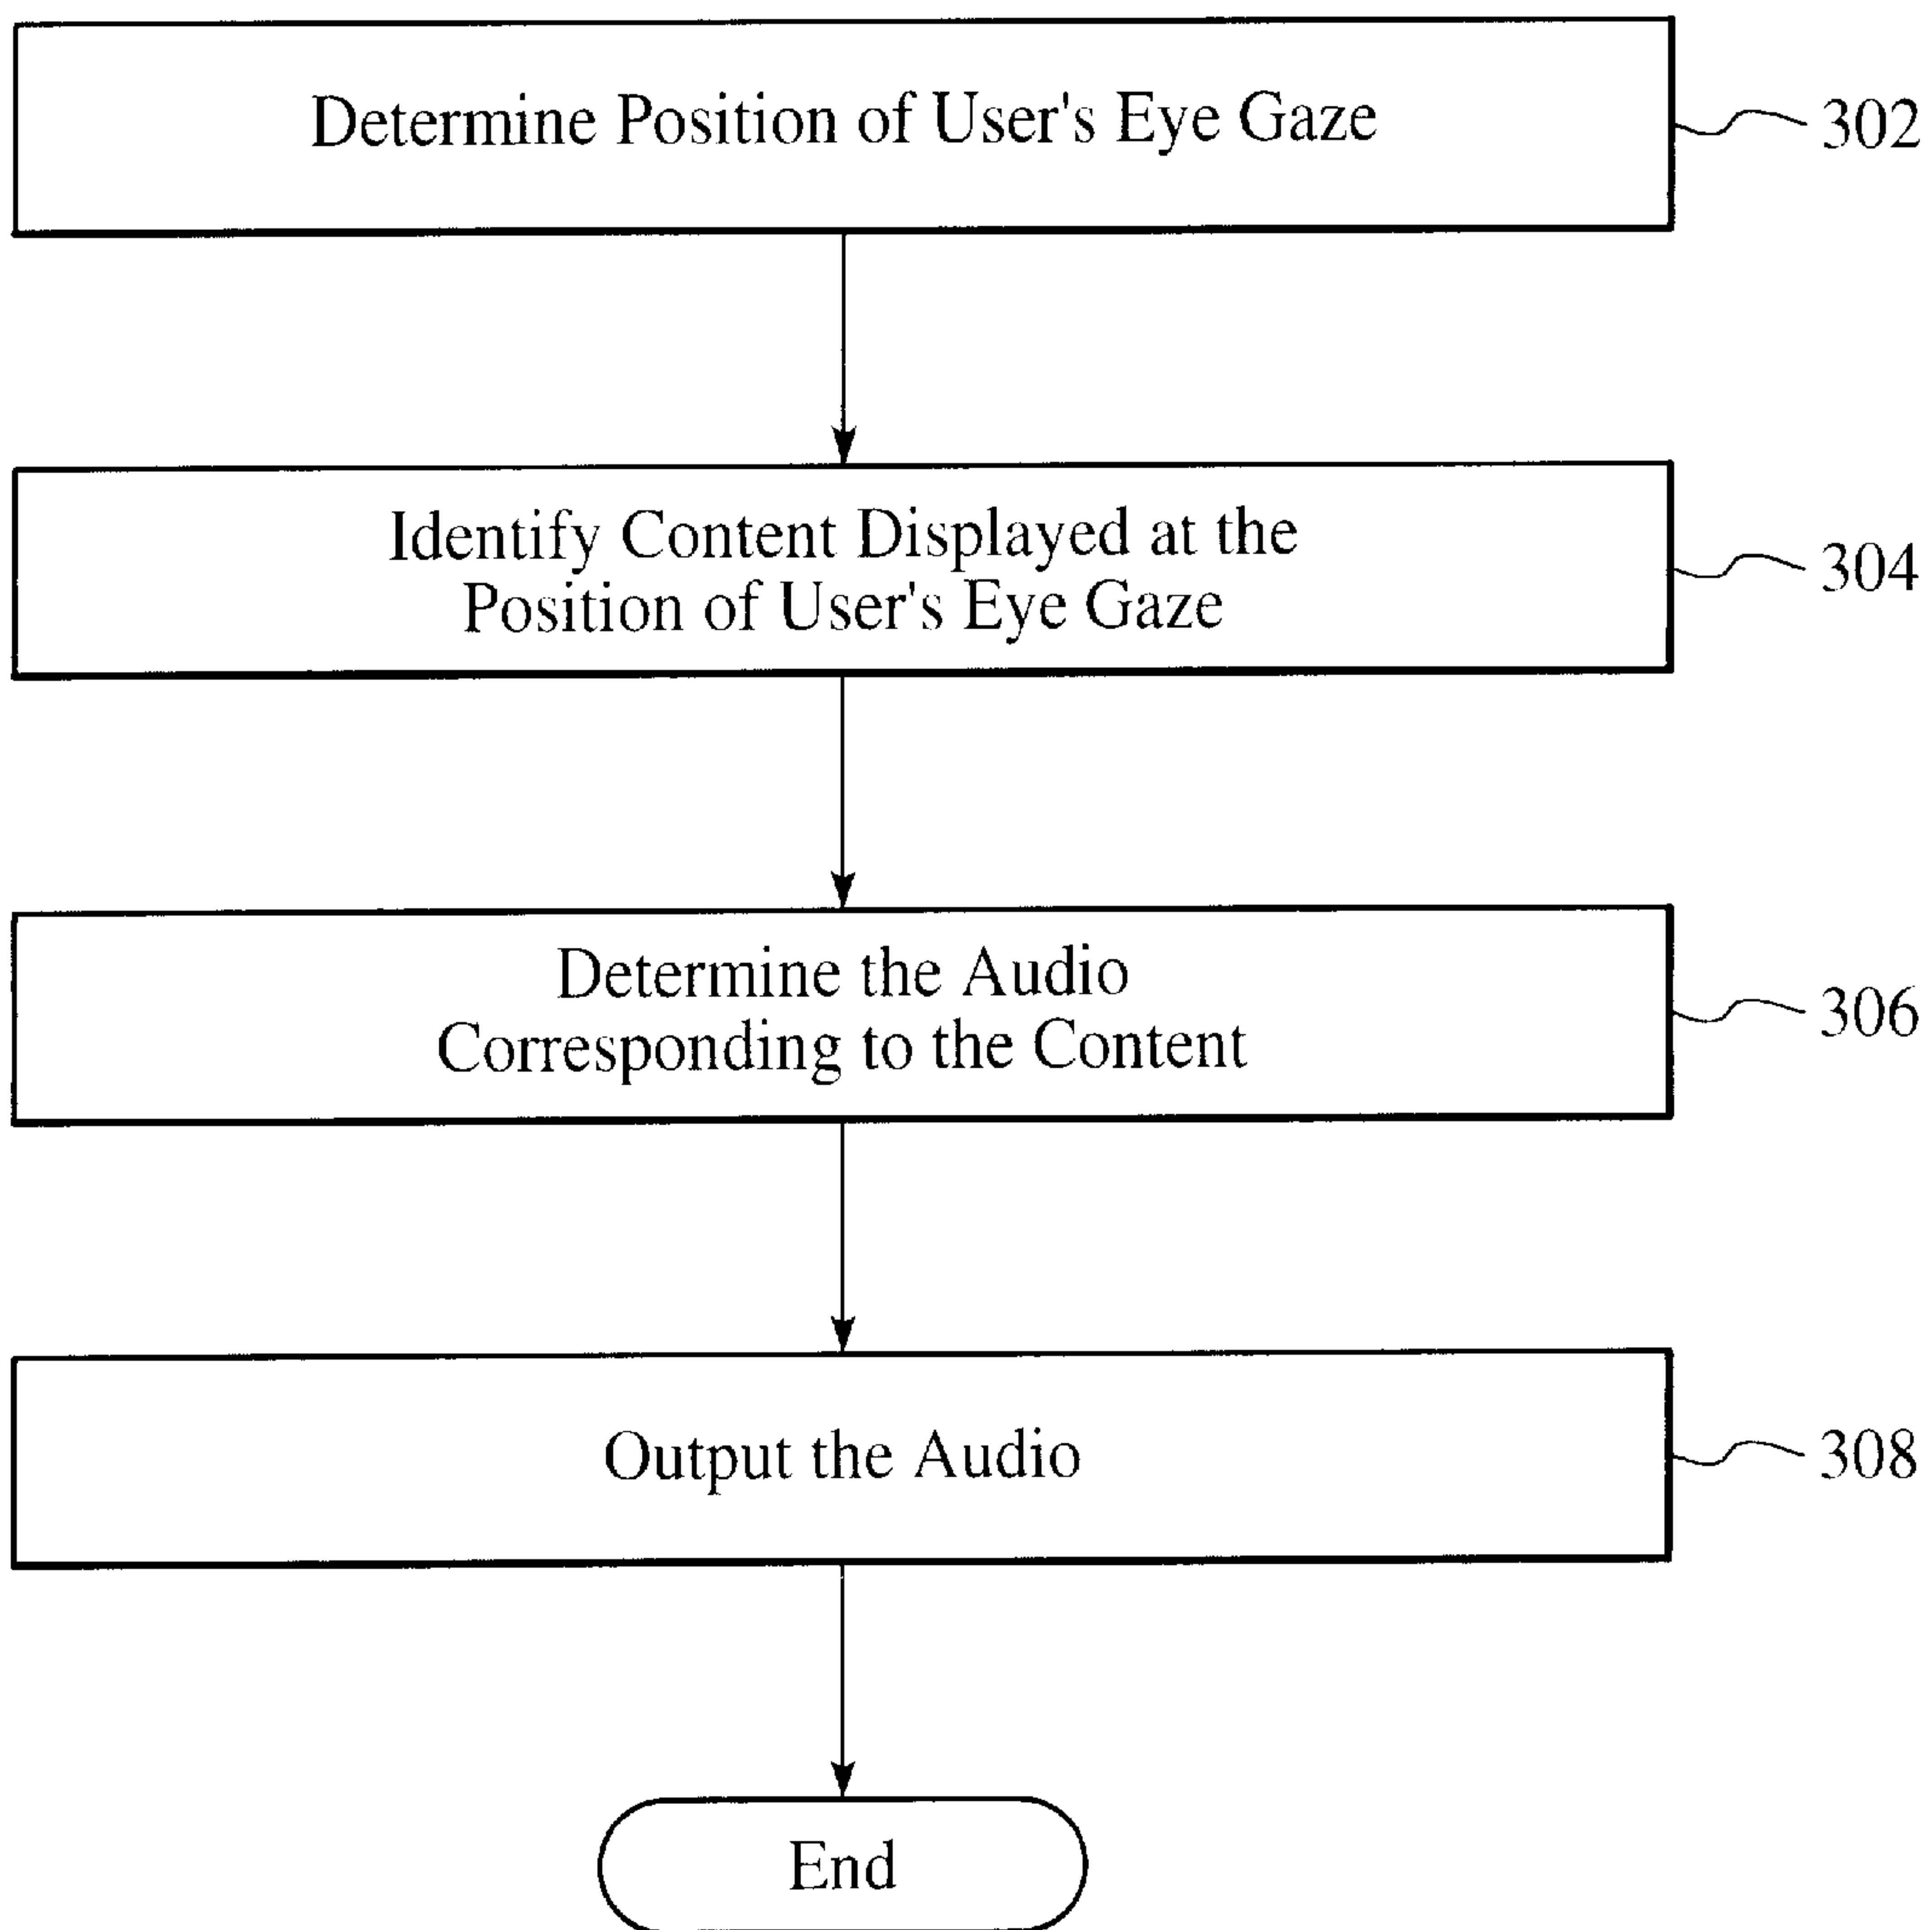 Determine Position of User's Eye Gaze
302
Identify Content Displayed at the
Position of User's Eye Gaze
304
Determine the Audio
Corresponding to the Content
306
Output the Audio
308
End